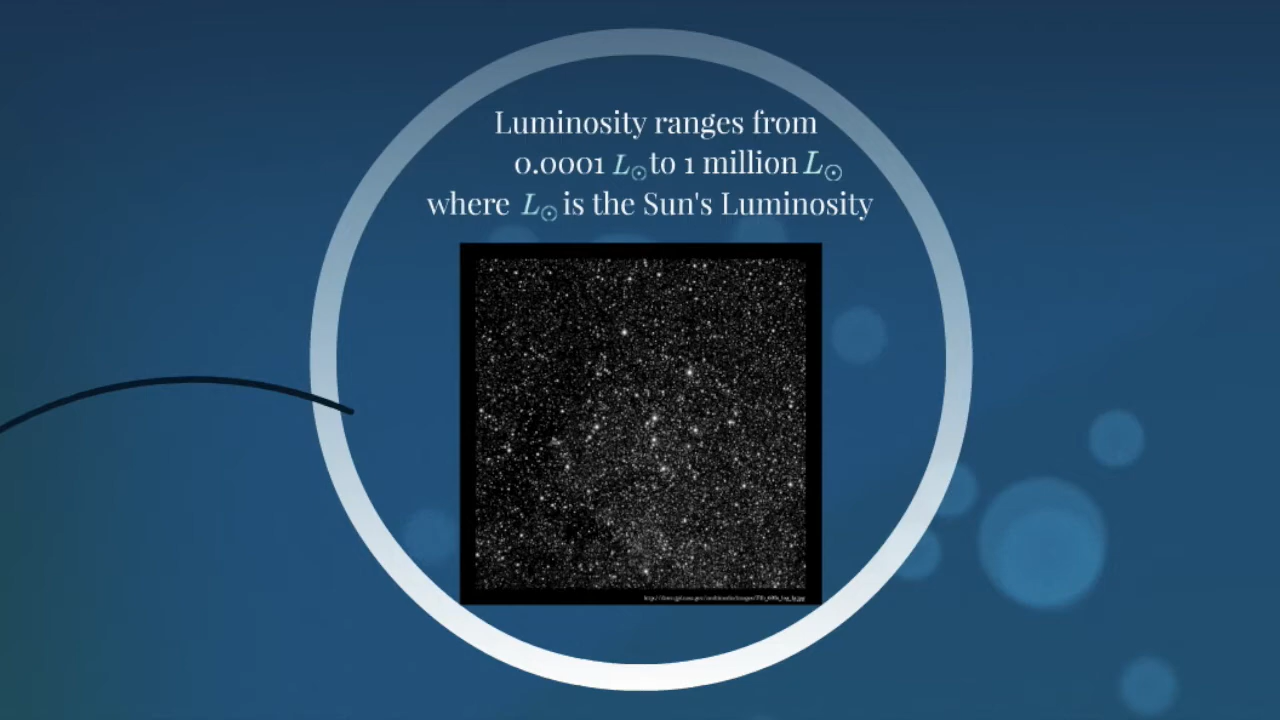 Luminosity ranges from
0.0001 L☉ to 1 million L☉
where L☉ is the Sun's Luminosity